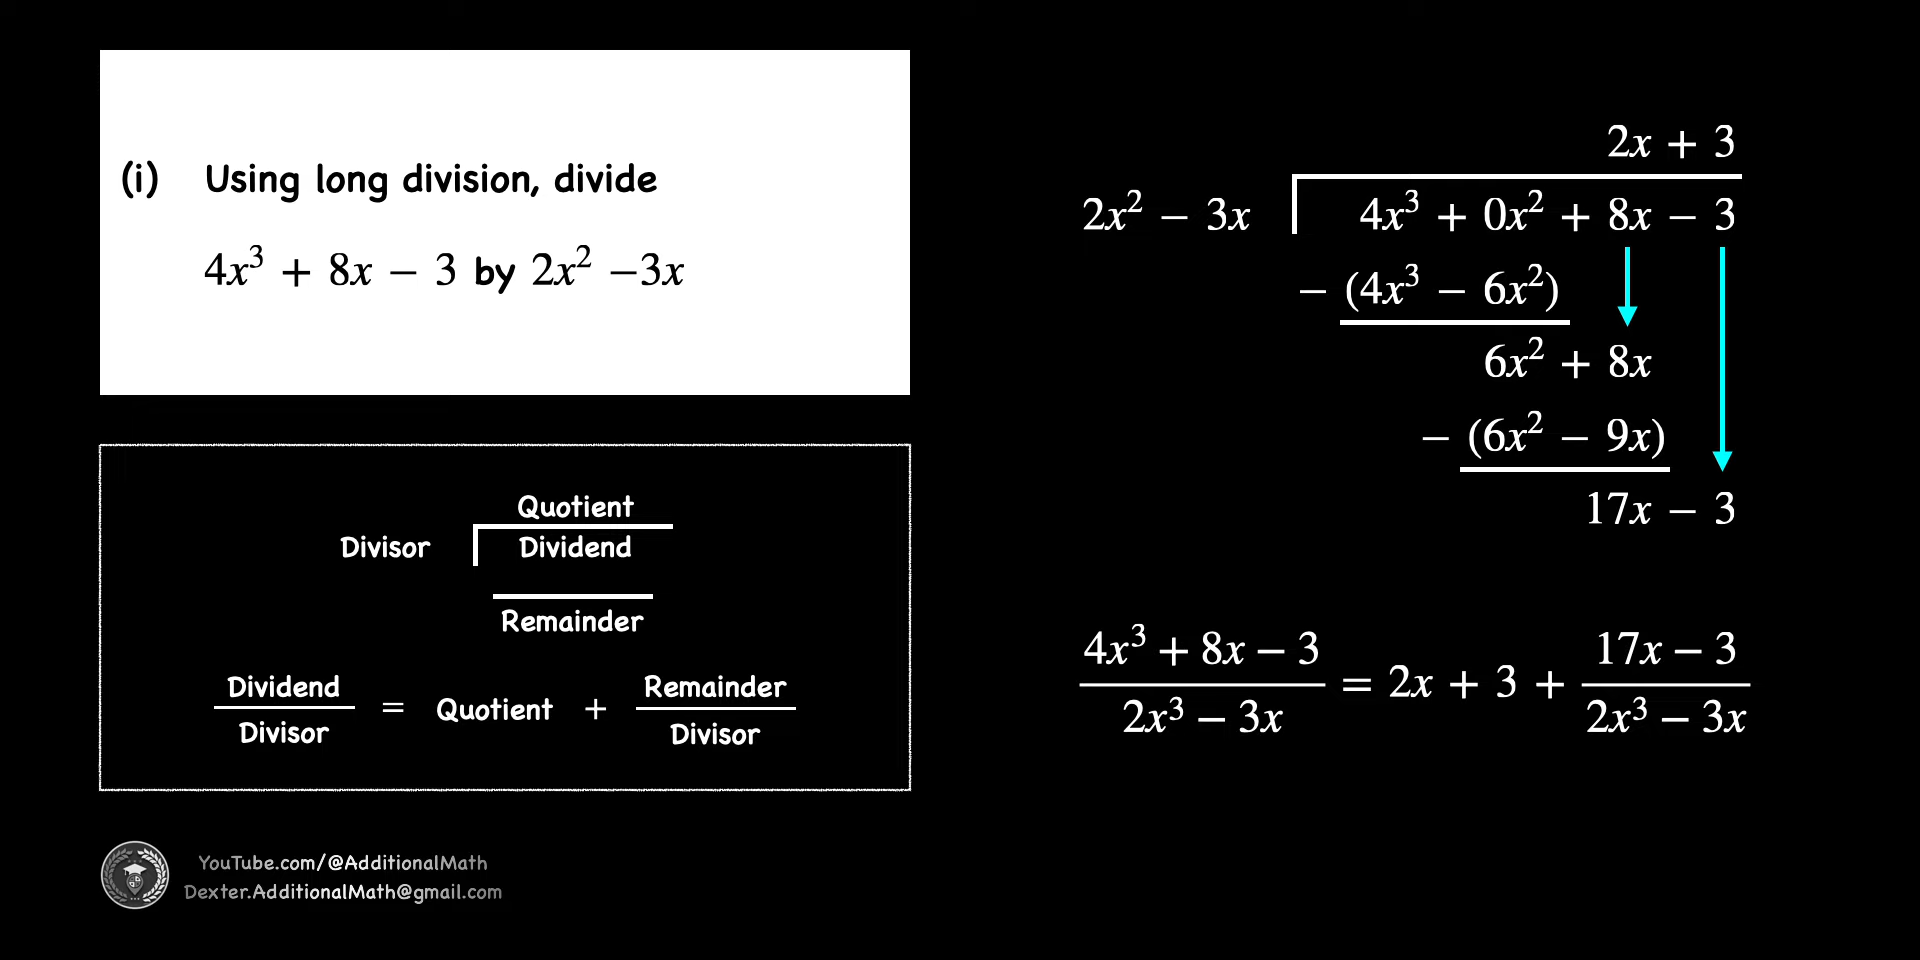 (i) Using long division, divide
4x³ + 8x − 3 by 2x² −3x
Quotient
Divisor Dividend
Remainder
Dividend/Divisor = Quotient + Remainder/Divisor
YouTube.com/@AdditionalMath
Dexter.AdditionalMath@gmail.com
2x + 3
2x² − 3x 4x³ + 0x² + 8x − 3
− (4x³ − 6x²)
6x² + 8x
− (6x² − 9x)
17x − 3
(4x³ + 8x − 3)/(2x³ − 3x) = 2x + 3 + (17x − 3)/(2x³ − 3x)